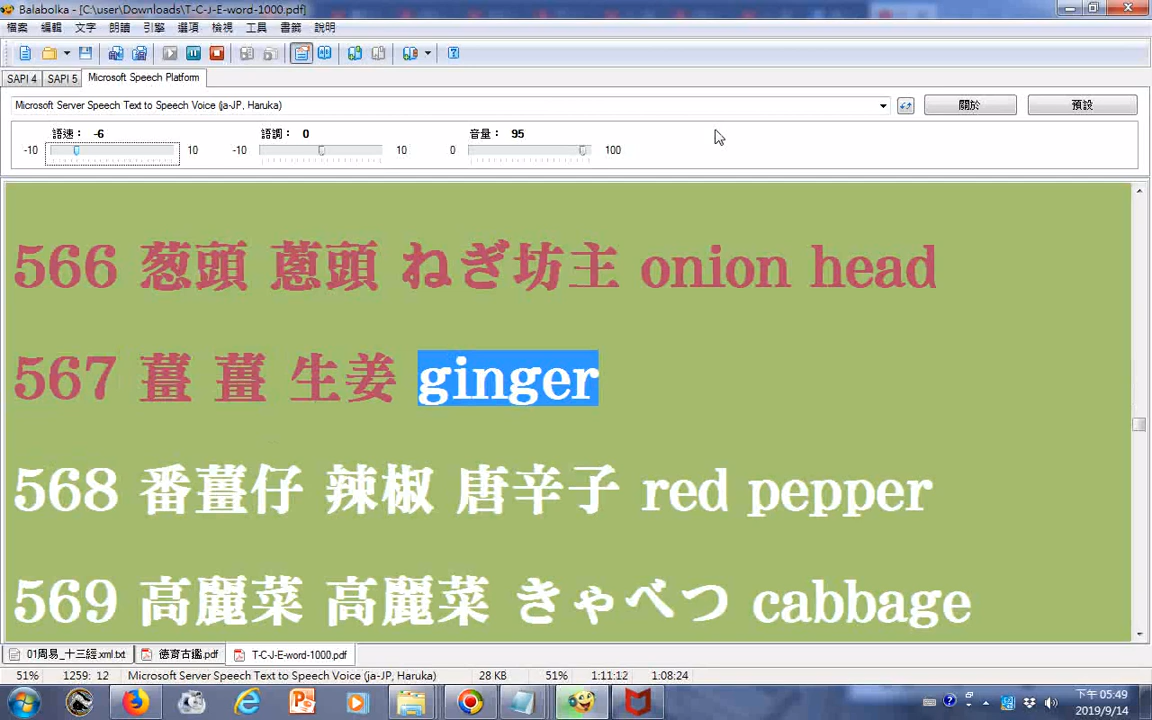 Balabolka - [C:\user\Downloads\T-C-J-E-word-1000.pdf]
檔案 編輯 文字 朗讀 引擎 選項 檢視 工具 書籤 說明
SAPI 4 SAPI 5 Microsoft Speech Platform
Microsoft Server Speech Text to Speech Voice (ja-JP, Haruka) 關於 預設
語速： -6 語調： 0 音量： 95
-10 10 -10 10 0 100
566 葱頭 蔥頭 ねぎ坊主 onion head
567 薑 薑 生姜 ginger
568 番薑仔 辣椒 唐辛子 red pepper
569 高麗菜 高麗菜 きゃべつ cabbage
01周易_十三經.xml.txt 德育古鑑.pdf T-C-J-E-word-1000.pdf
51% 1259: 12 Microsoft Server Speech Text to Speech Voice (ja-JP, Haruka) 28 KB 51% 1:11:12 1:08:24
下午 05:49
2019/9/14